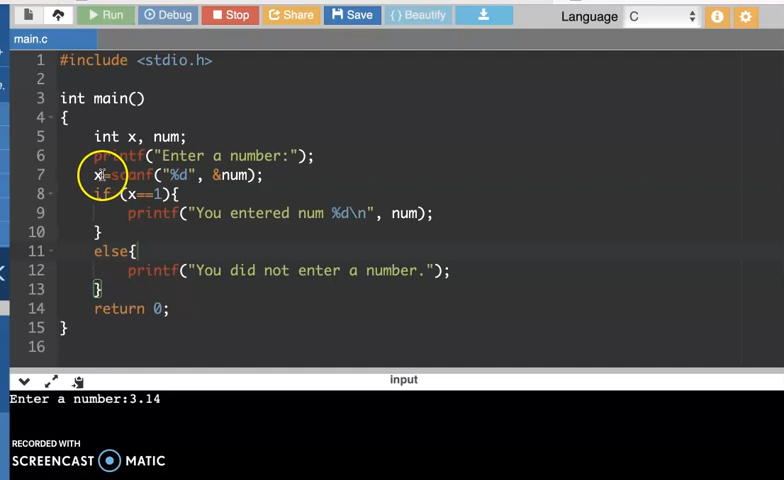 Run Debug Stop Share Save { } Beautify Language C
main.c
1 #include <stdio.h>
2
3 int main()
4 {
5 int x, num;
6 printf("Enter a number:");
7 x=scanf("%d", &num);
8 if (x==1){
9 printf("You entered num %d\n", num);
10 }
11 else{
12 printf("You did not enter a number.");
13 }
14 return 0;
15 }
16
input
Enter a number:3.14
RECORDED WITH
SCREENCAST MATIC